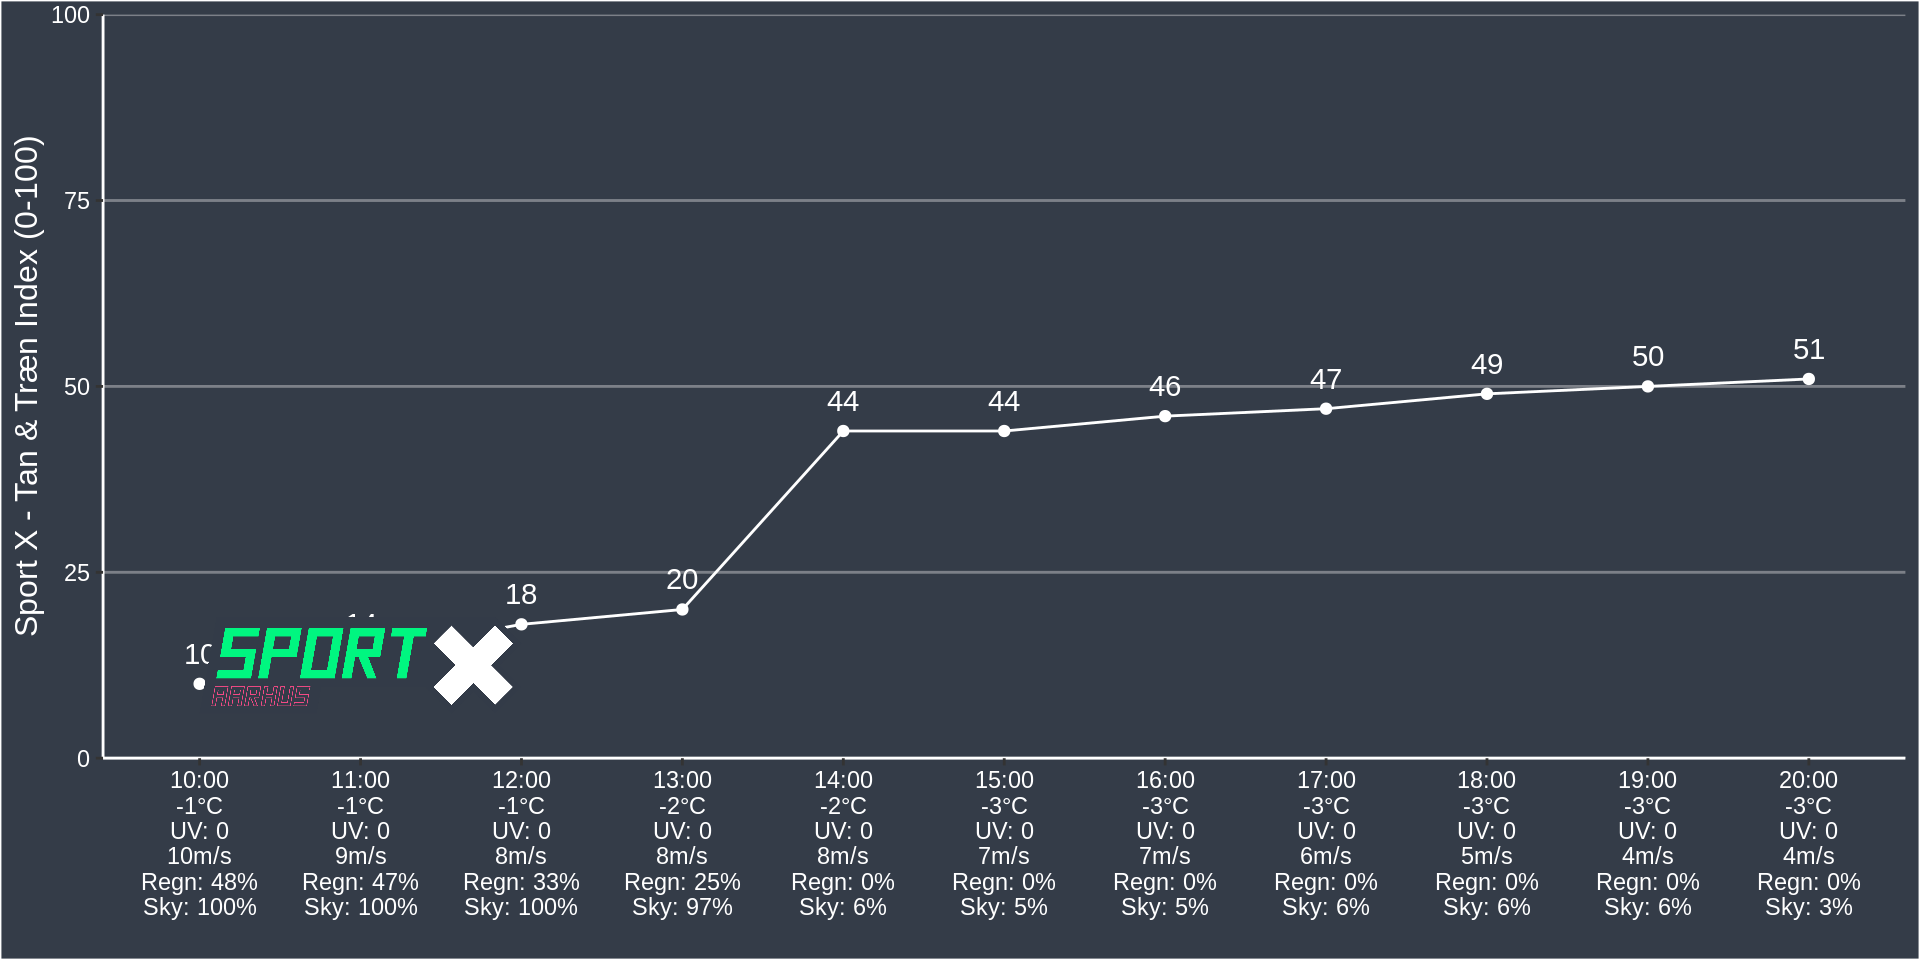 Sport X - Tan & Træn Index (0-100)
100
75
50
25
0
18
20
44
44
46
47
49
50
51
SPORT X
AARHUS
10:00 11:00 12:00 13:00 14:00 15:00 16:00 17:00 18:00 19:00 20:00
-1°C -1°C -1°C -2°C -2°C -3°C -3°C -3°C -3°C -3°C -3°C
UV: 0 UV: 0 UV: 0 UV: 0 UV: 0 UV: 0 UV: 0 UV: 0 UV: 0 UV: 0 UV: 0
10m/s 9m/s 8m/s 8m/s 8m/s 7m/s 7m/s 6m/s 5m/s 4m/s 4m/s
Regn: 48% Regn: 47% Regn: 33% Regn: 25% Regn: 0% Regn: 0% Regn: 0% Regn: 0% Regn: 0% Regn: 0% Regn: 0%
Sky: 100% Sky: 100% Sky: 100% Sky: 97% Sky: 6% Sky: 5% Sky: 5% Sky: 6% Sky: 6% Sky: 6% Sky: 3%